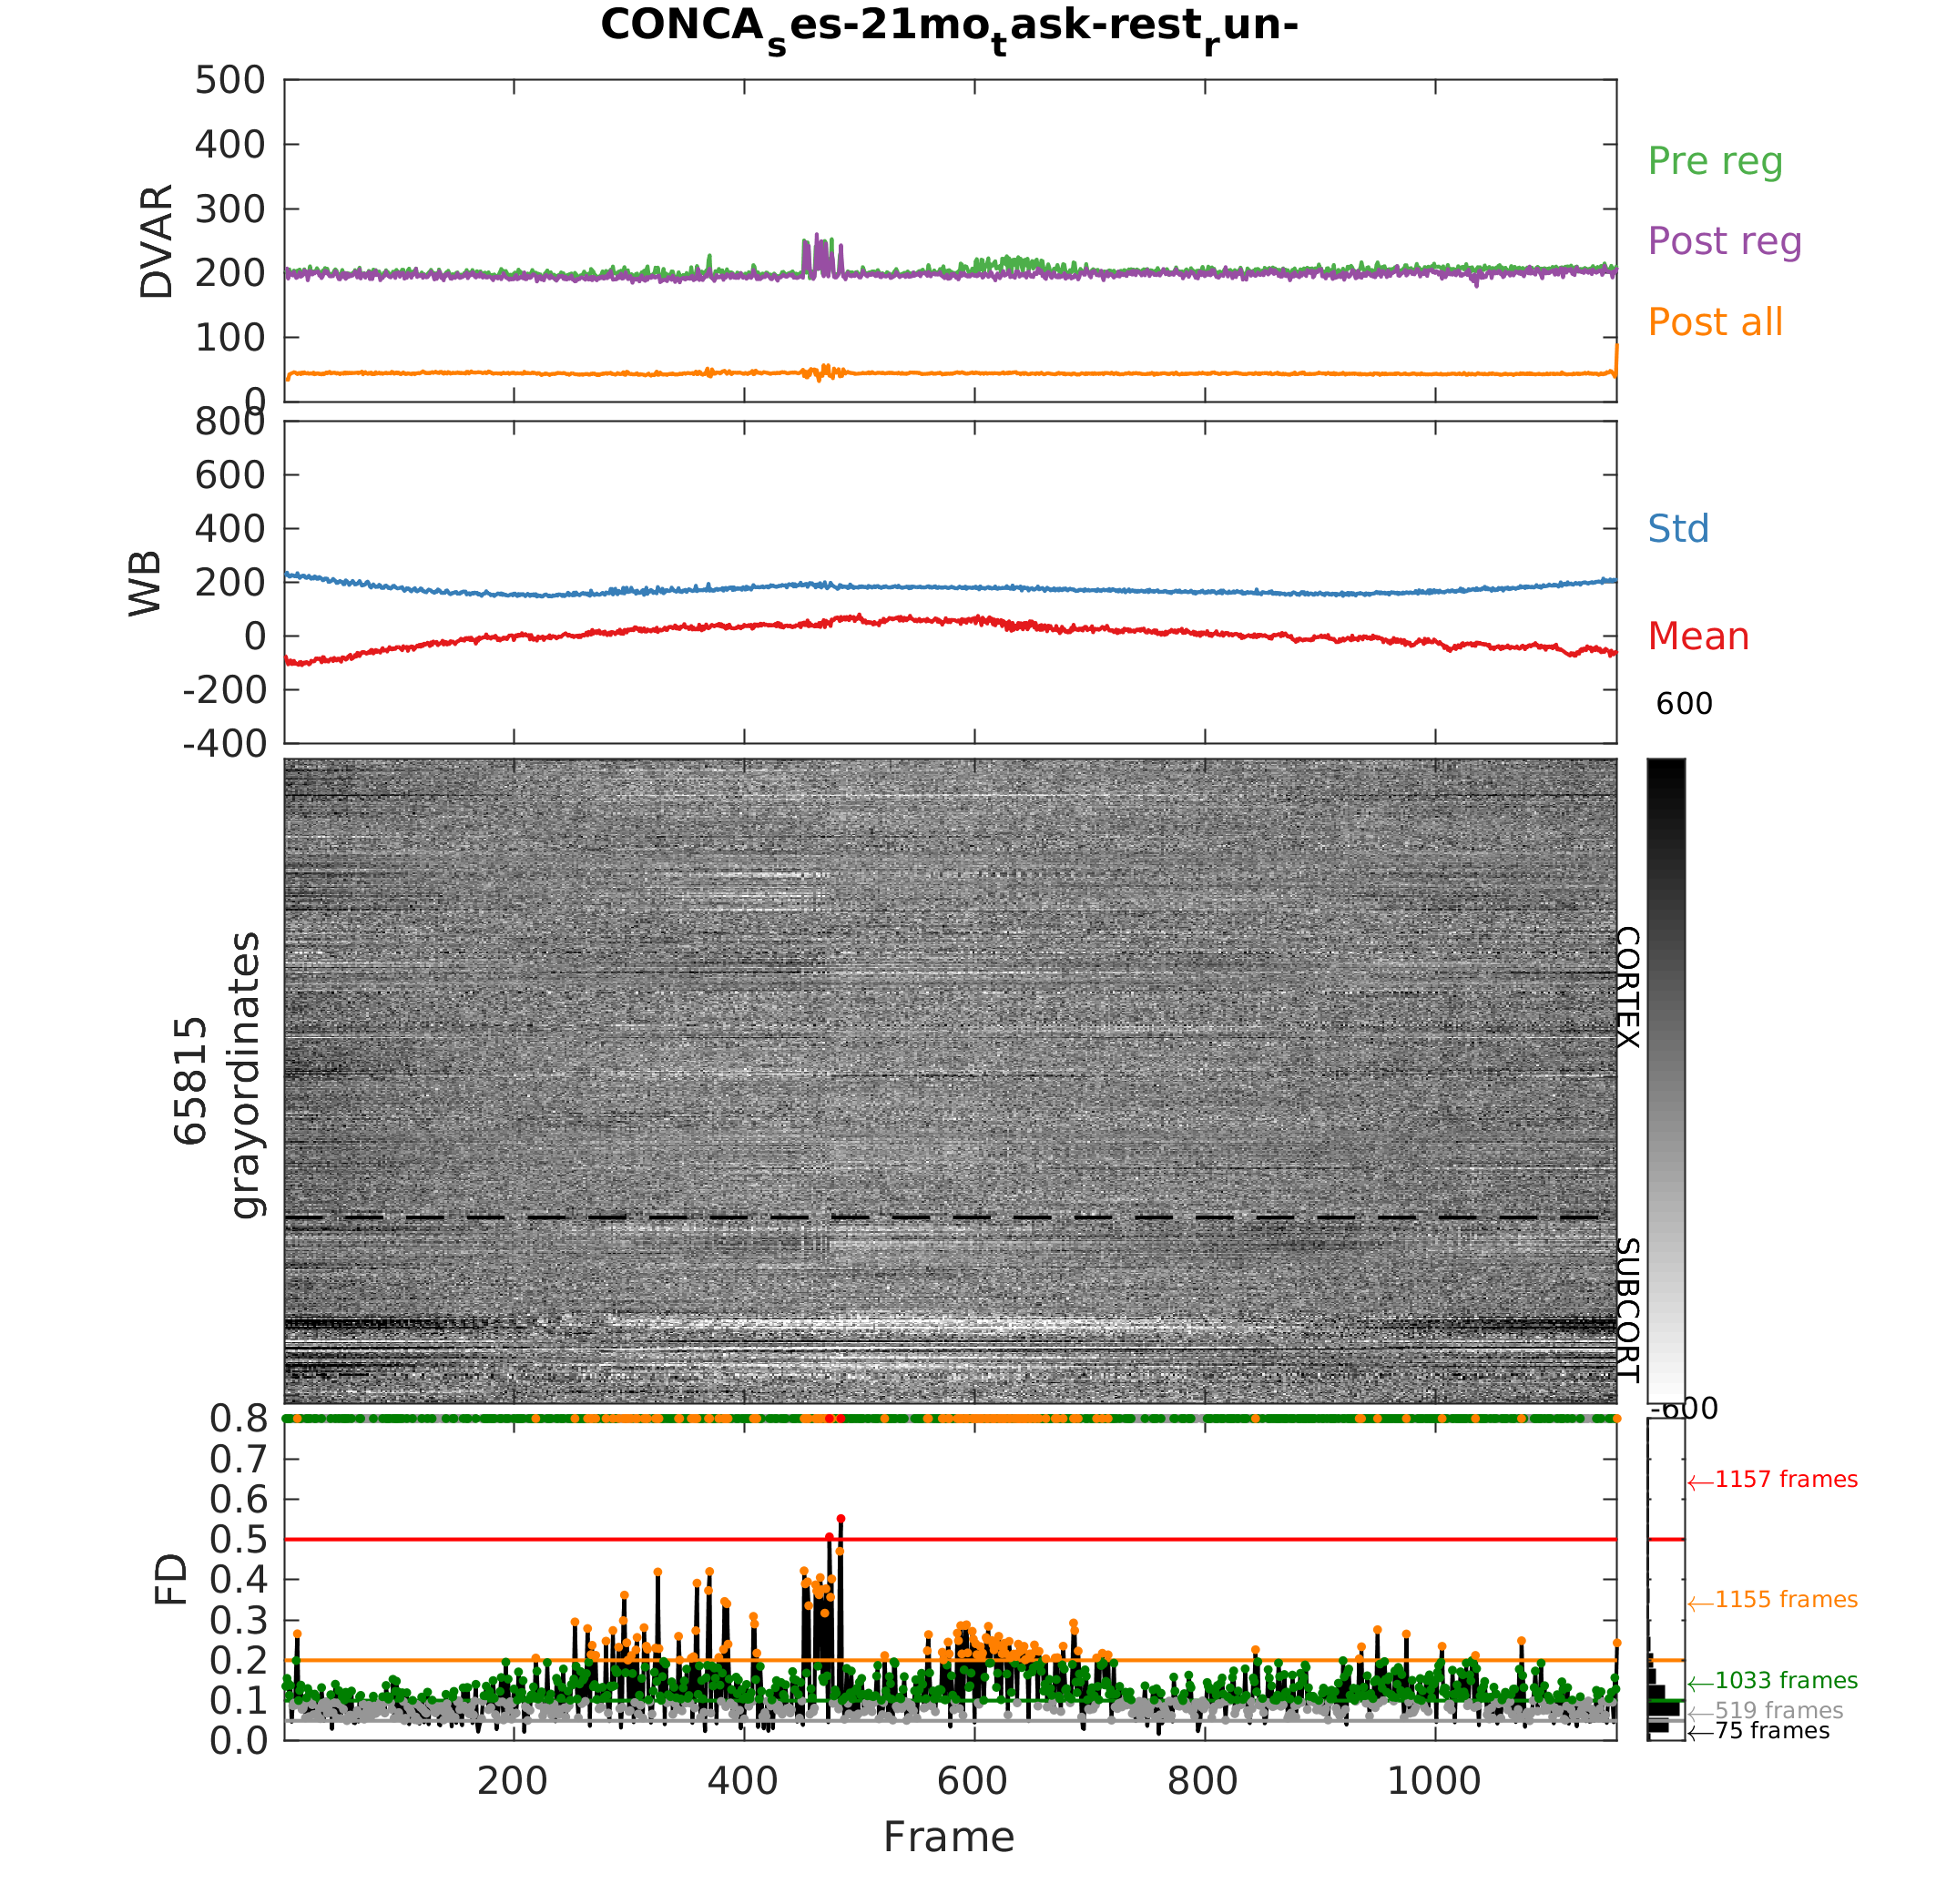 CONCAses-21motask-restrun-
500
400
300
200
100
0
DVAR
Pre reg
Post reg
Post all
800
600
400
200
0
-200
-400
WB
Std
Mean
600
65815
grayordinates
CORTEX
SUBCORT
-600
0.8
0.7
0.6
0.5
0.4
0.3
0.2
0.1
0.0
FD
←1157 frames
←1155 frames
←1033 frames
←519 frames
←75 frames
200 400 600 800 1000
Frame